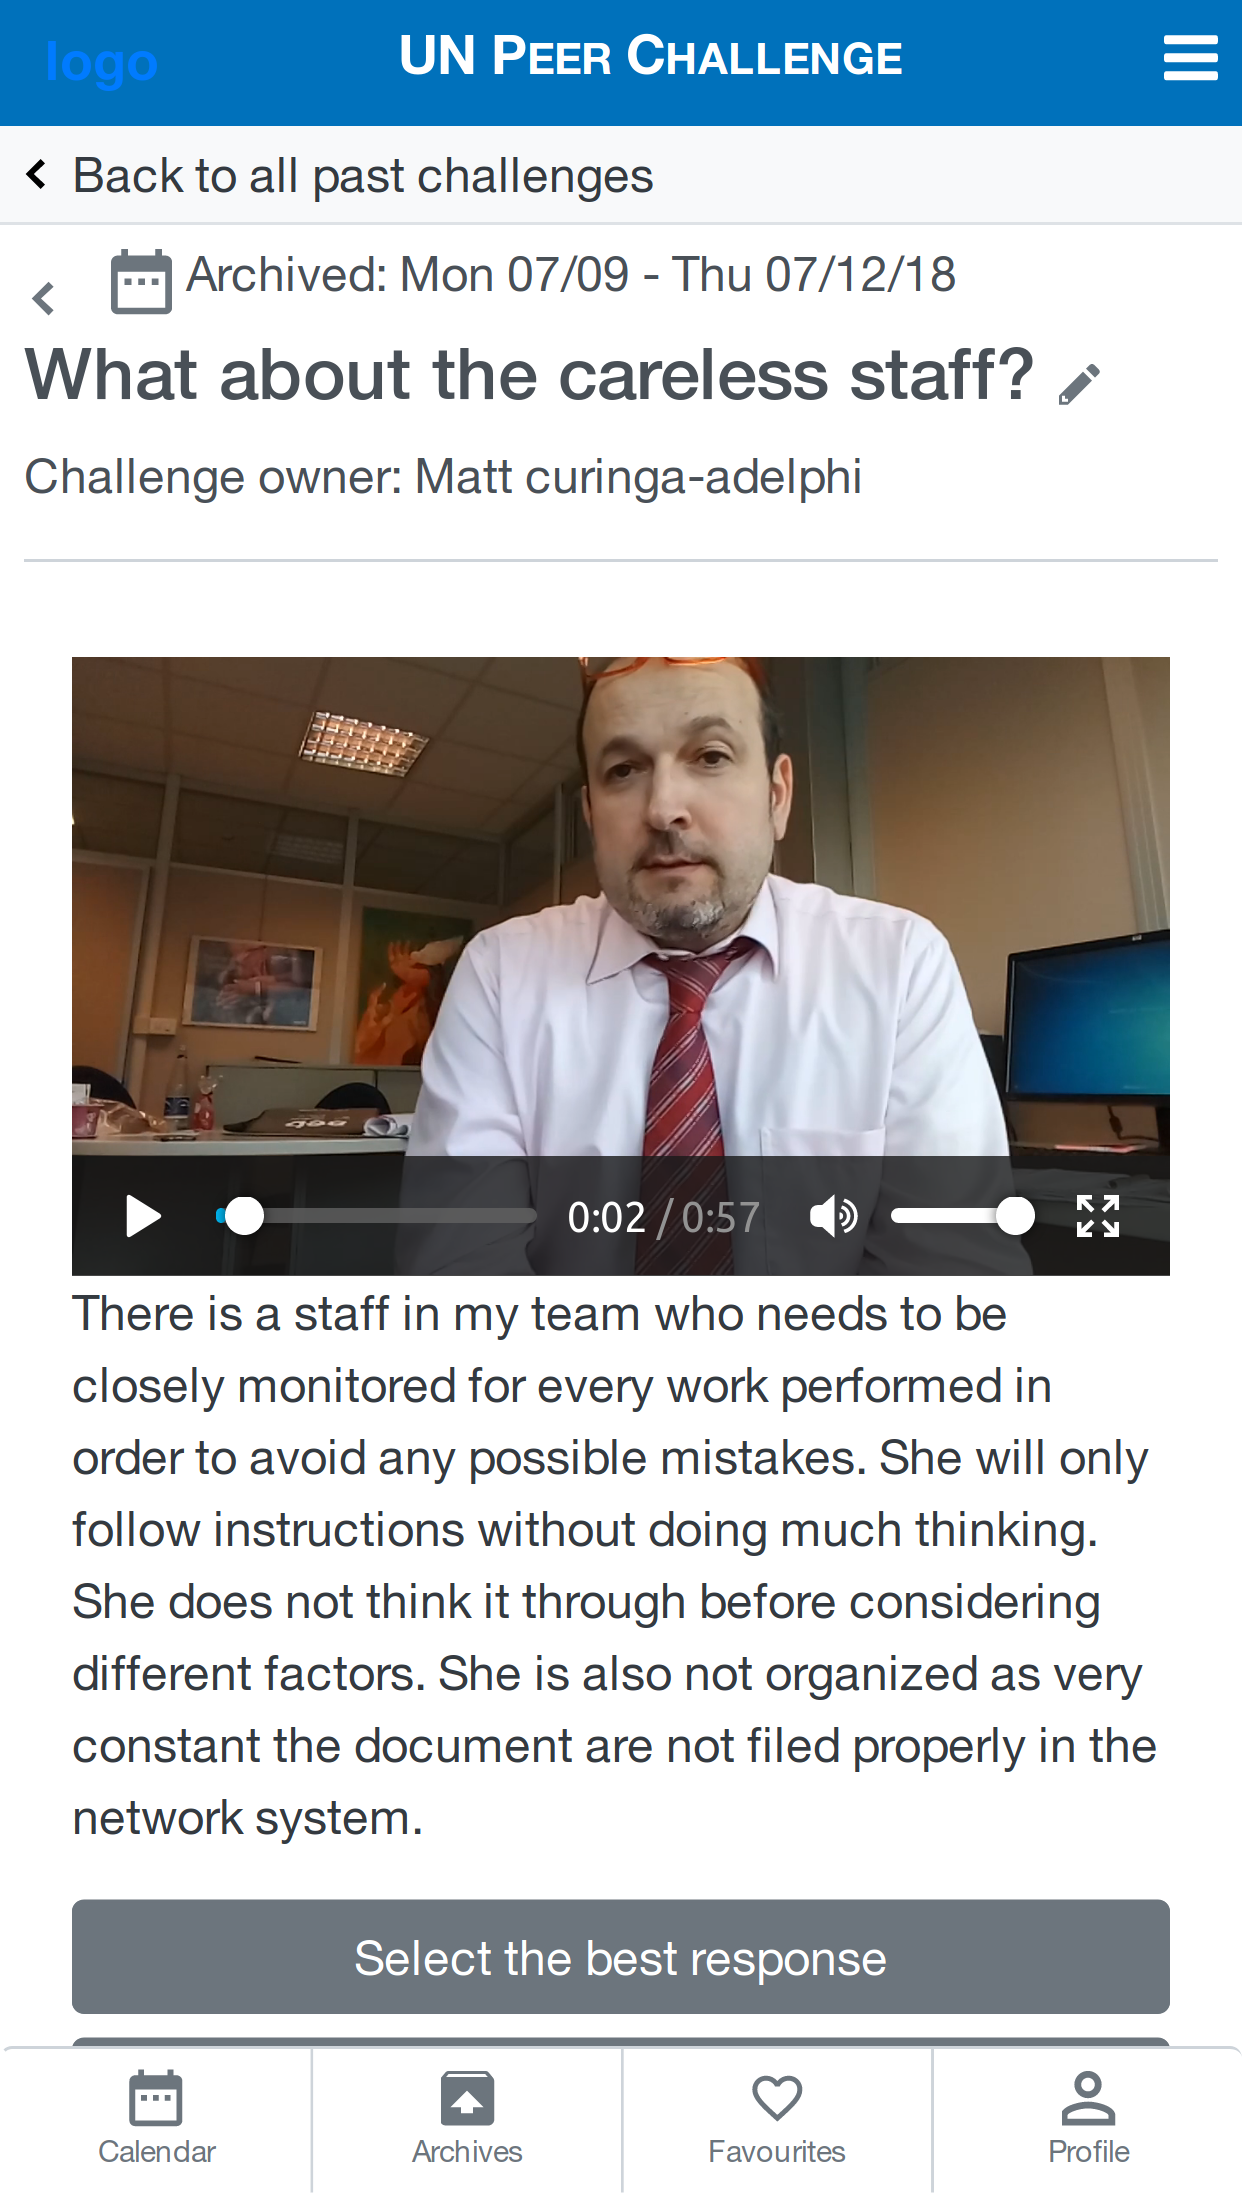 logo
UN PEER CHALLENGE
Back to all past challenges
Archived: Mon 07/09 - Thu 07/12/18
What about the careless staff?
Challenge owner: Matt curinga-adelphi
0:02 / 0:57
There is a staff in my team who needs to be
closely monitored for every work performed in
order to avoid any possible mistakes. She will only
follow instructions without doing much thinking.
She does not think it through before considering
different factors. She is also not organized as very
constant the document are not filed properly in the
network system.
Select the best response
Calendar
Archives
Favourites
Profile